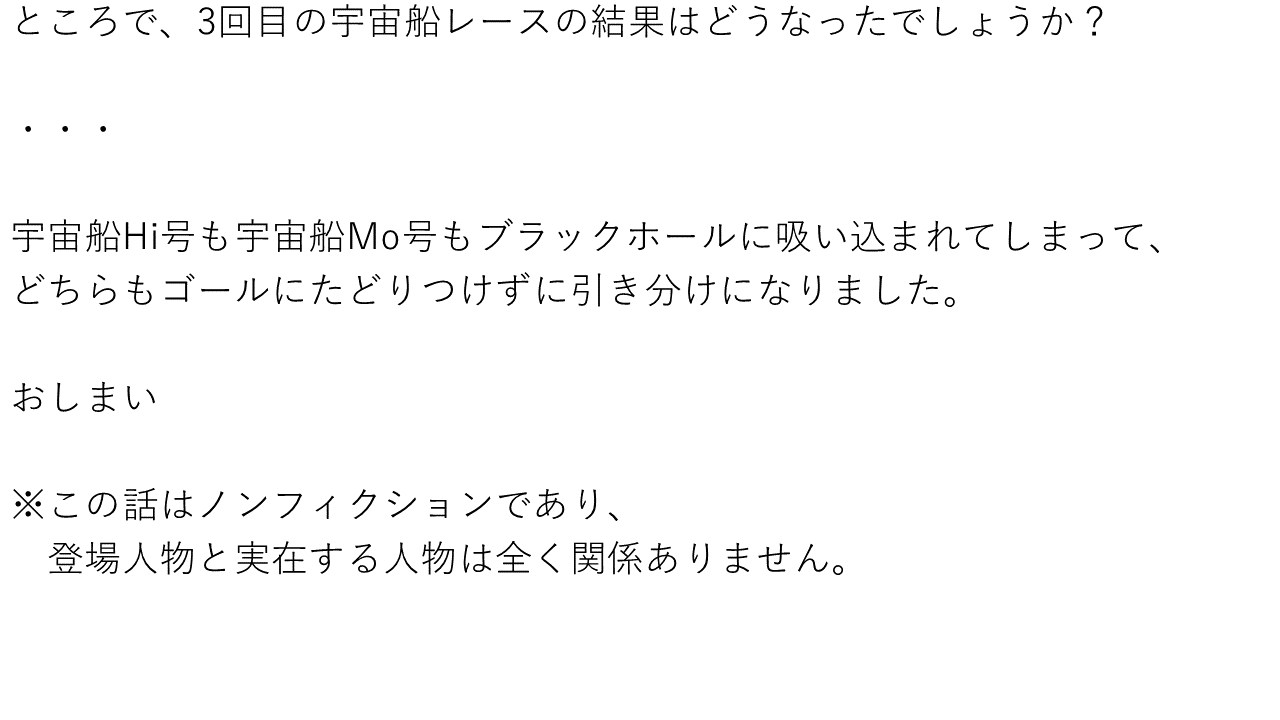 ところで、3回目の宇宙船レースの結果はどうなったでしょうか？
・・・
宇宙船Hi号も宇宙船Mo号もブラックホールに吸い込まれてしまって、
どちらもゴールにたどりつけずに引き分けになりました。
おしまい
※この話はノンフィクションであり、
　登場人物と実在する人物は全く関係ありません。